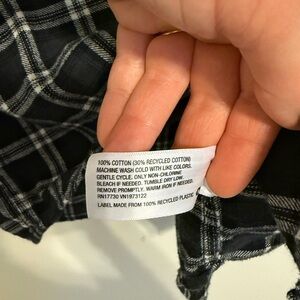 100% COTTON (30% RECYCLED COTTON)
MACHINE WASH COLD WITH LIKE COLORS.
GENTLE CYCLE. ONLY NON-CHLORINE
BLEACH IF NEEDED. TUMBLE DRY LOW.
REMOVE PROMPTLY. WARM IRON IF NEEDED.
RN17730 VN1973122
LABEL MADE FROM 100% RECYCLED PLASTIC